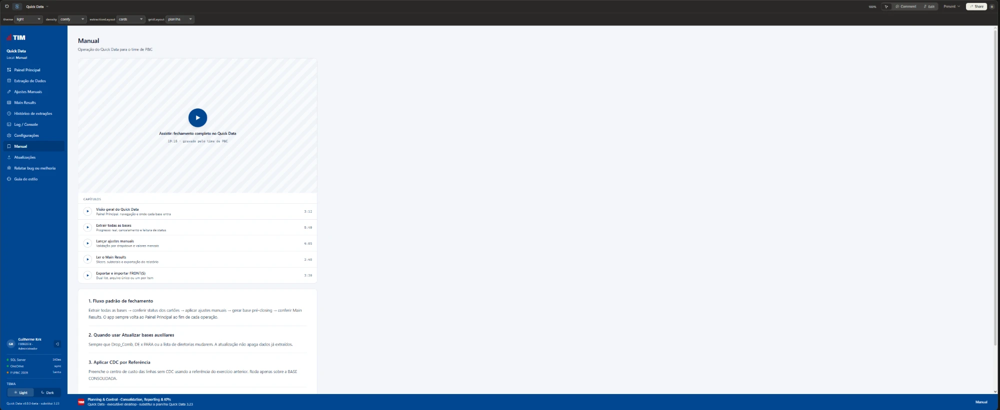 Quick Data
100%
Comment
Edit
Present
Share
theme light
density comfy
extractionLayout cards
gridLayout planilha
TIM
Quick Data
Local: Manual
Painel Principal
Extração de Dados
Ajustes Manuais
Main Results
Histórico de extrações
Log / Console
Configurações
Manual
Atualizações
Relatar bug ou melhoria
Guia de estilo
GK
Guilherme Kek
F8092874 -
Administrador
SQL Server 142ms
OneDrive sync
F:\P&C 2026 lento
TEMA
Light
Dark
Quick Data v4.0.0-beta · substitui 3.23
Manual
Operação do Quick Data para o time de P&C
Assistir: fechamento completo no Quick Data
19:15 · gravado pelo time de P&C
CAPÍTULOS
Visão geral do Quick Data
Painel Principal, navegação e onde cada base entra
3:12
Extrair todas as bases
Progresso real, cancelamento e leitura de status
5:40
Lançar ajustes manuais
Validação por dropdown e valores mensais
4:05
Ler o Main Results
Slicers, subtotais e exportação do relatório
2:48
Exportar e importar FRONT(S)
Dual list, arquivo único ou um por item
3:30
1. Fluxo padrão de fechamento
Extrair todas as bases → conferir status dos cartões → aplicar ajustes manuais → gerar base pré-closing → conferir Main
Results. O app sempre volta ao Painel Principal ao fim de cada operação.
2. Quando usar Atualizar bases auxiliares
Sempre que Drop_Comb, DE x PARA ou a lista de diretorias mudarem. A atualização não apaga dados já extraídos.
3. Aplicar CDC por Referência
Preenche o centro de custo das linhas sem CDC usando a referência do exercício anterior. Roda apenas sobre a BASE
CONSOLIDADA.
TIM
Planning & Control · Consolidation, Reporting & KPIs
Quick Data · executável desktop · substitui a planilha Quick Data 3.23
Manual